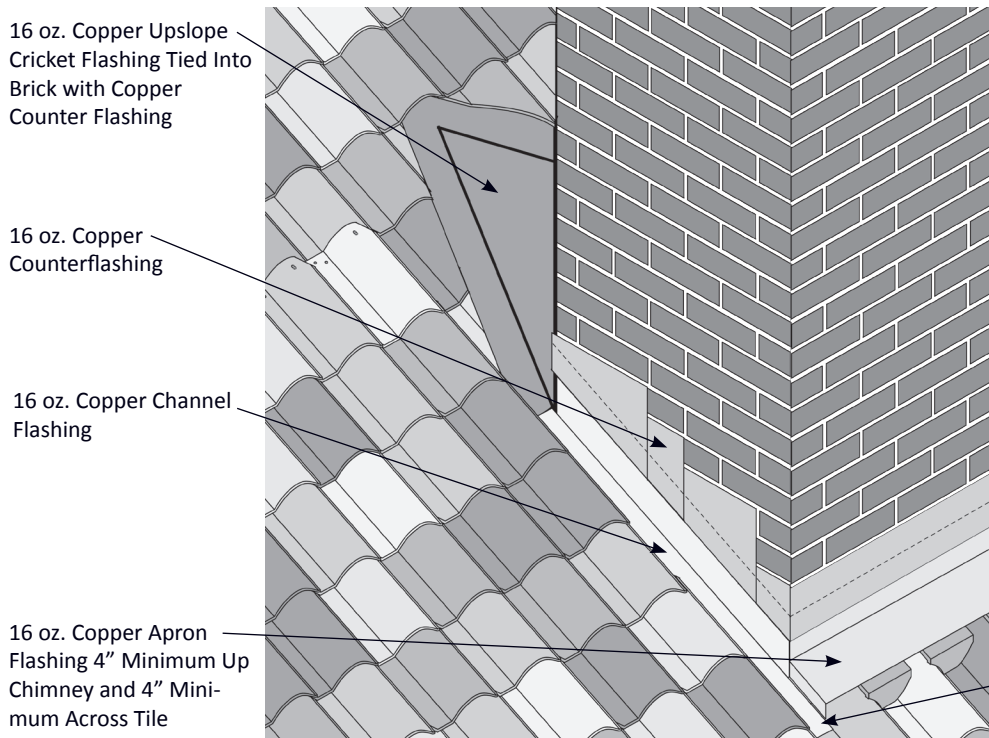 16 oz. Copper Upslope
Cricket Flashing Tied Into
Brick with Copper
Counter Flashing
16 oz. Copper
Counterflashing
16 oz. Copper Channel
Flashing
16 oz. Copper Apron
Flashing 4” Minimum Up
Chimney and 4” Mini-
mum Across Tile